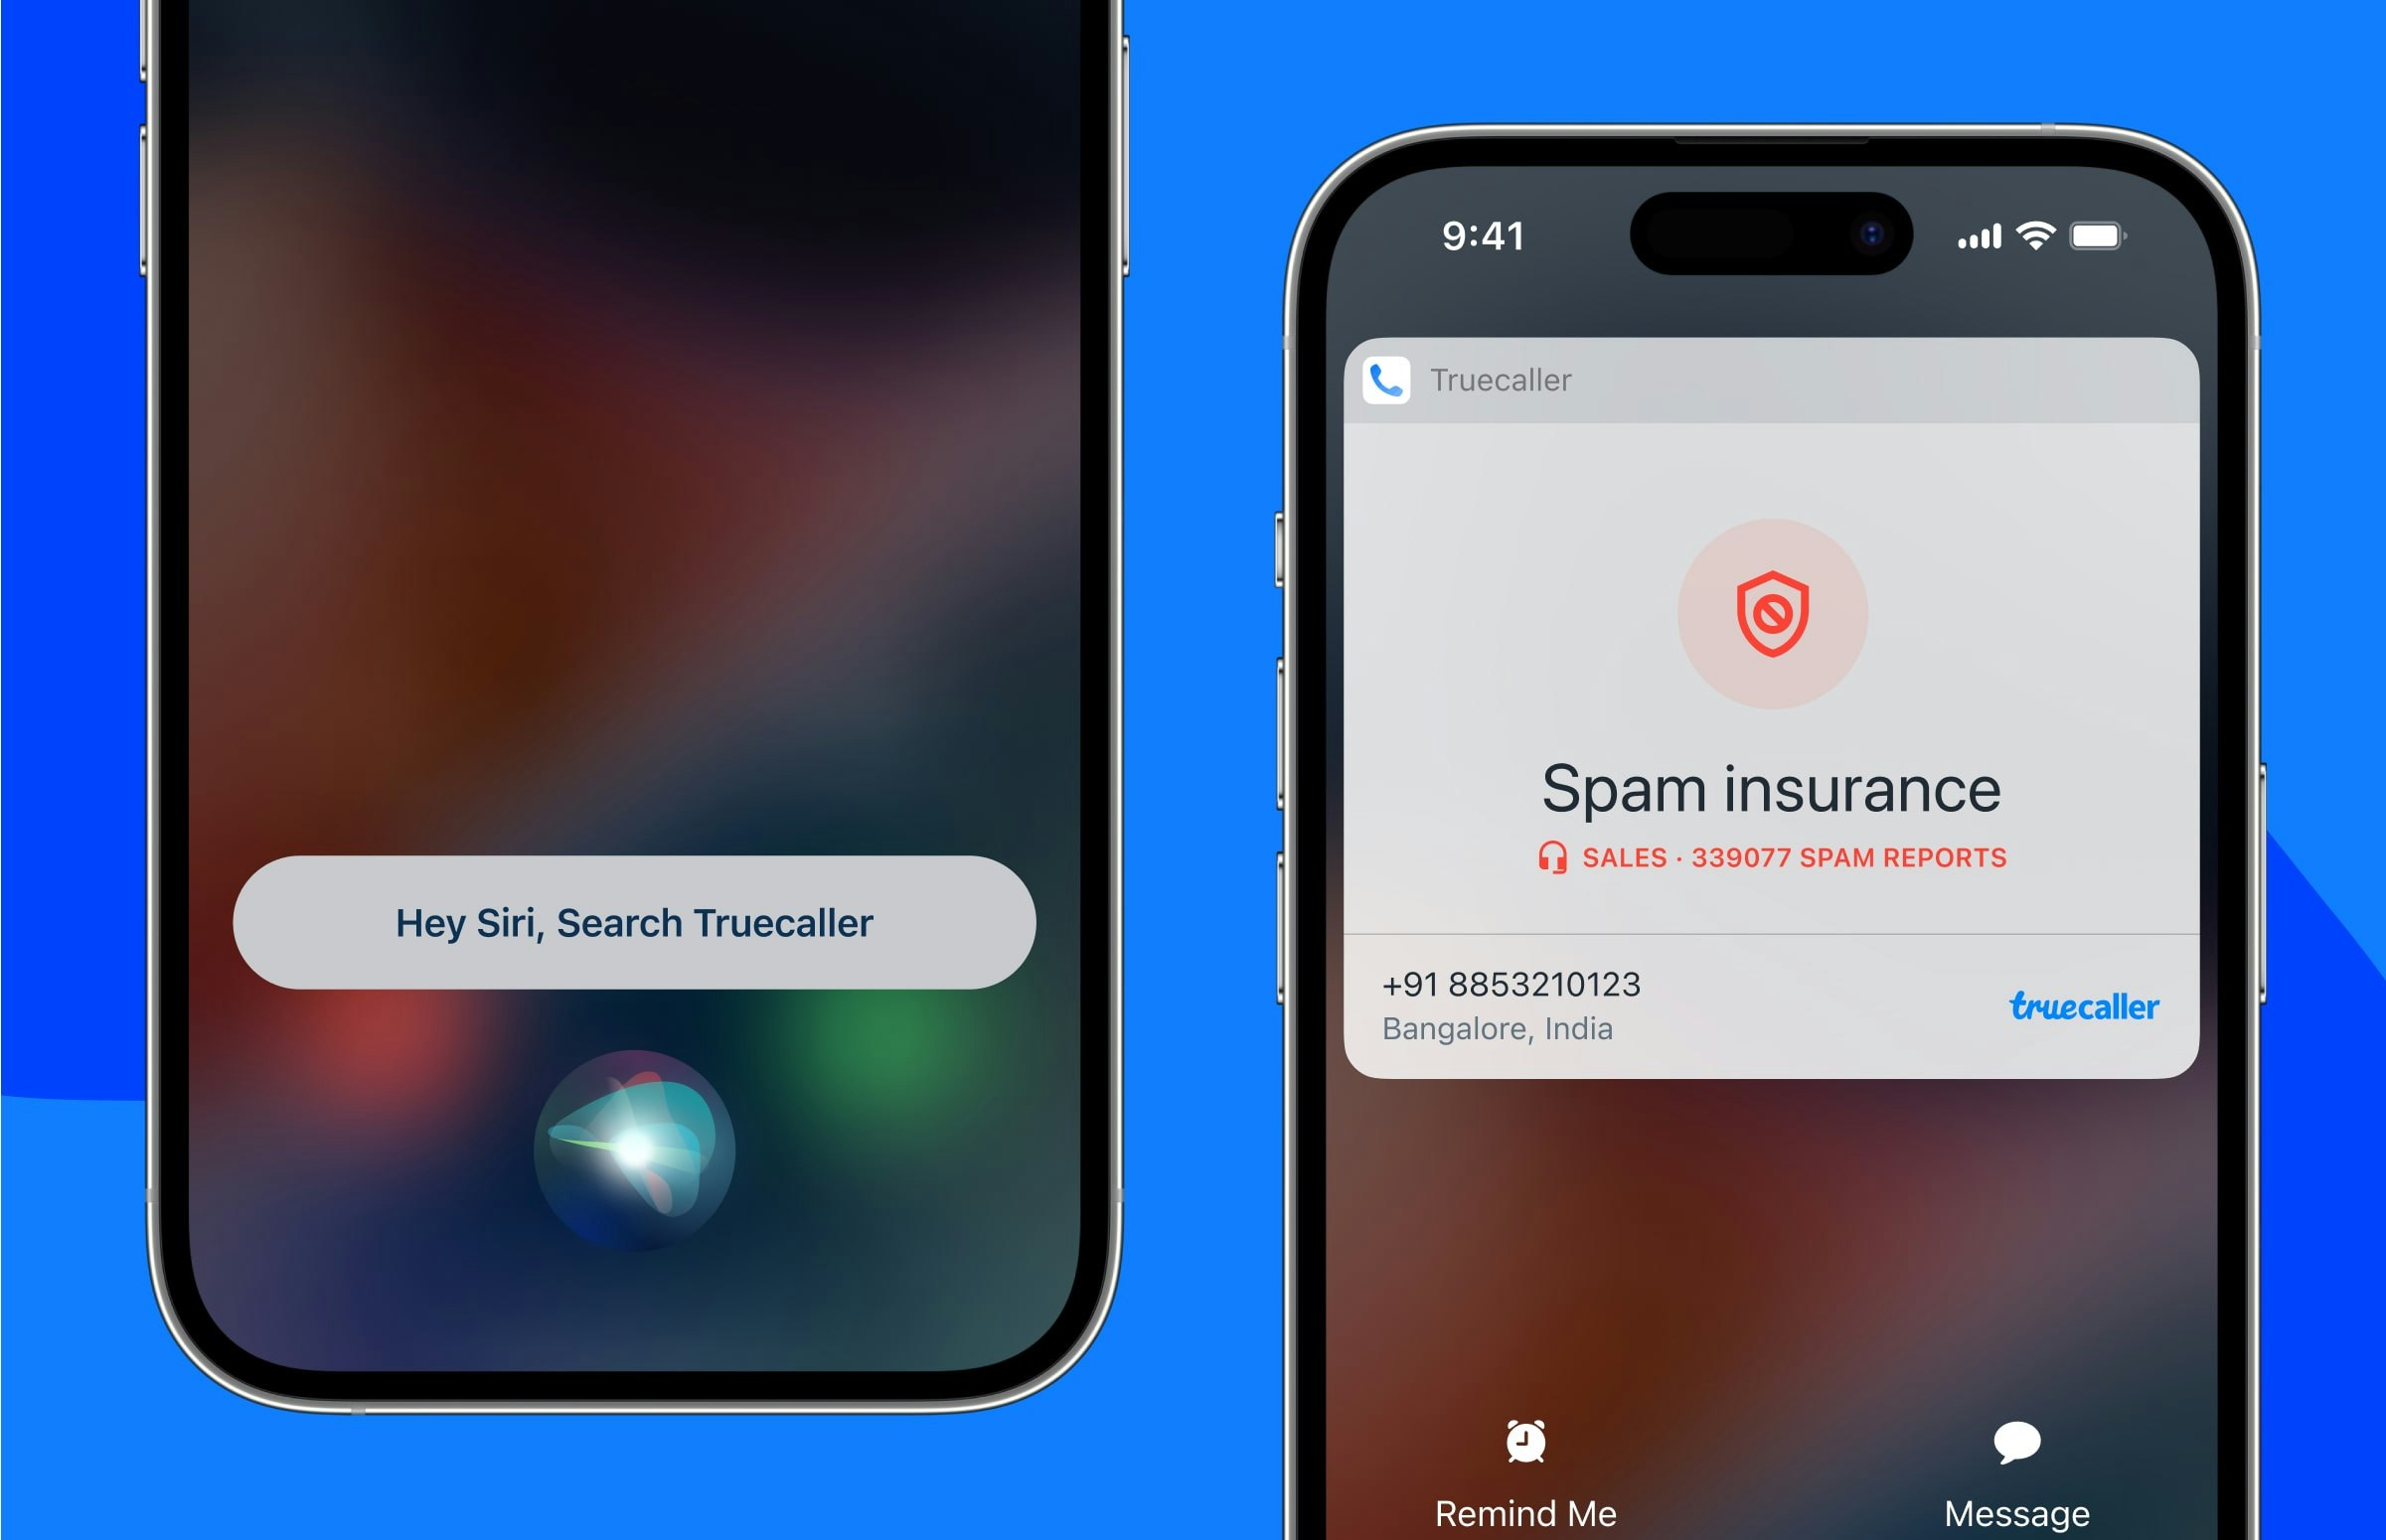 Hey Siri, Search Truecaller
9:41
Truecaller
Spam insurance
SALES · 339077 SPAM REPORTS
+91 8853210123
Bangalore, India
truecaller
Remind Me
Message